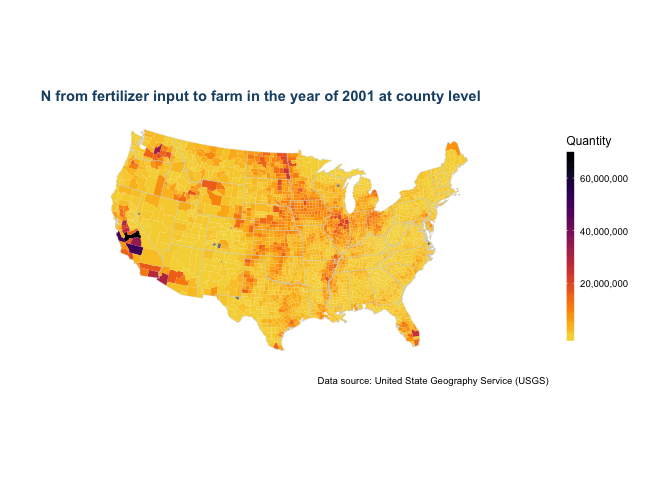 N from fertilizer input to farm in the year of 2001 at county level
Quantity
60,000,000
40,000,000
20,000,000
Data source: United State Geography Service (USGS)